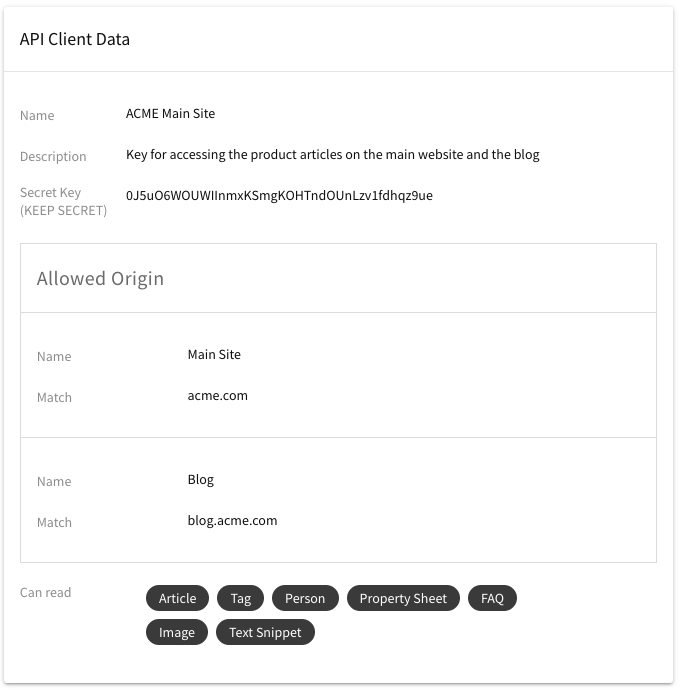 API Client Data
Name ACME Main Site
Description Key for accessing the product articles on the main website and the blog
Secret Key
(KEEP SECRET) 0J5uO6WOUWIInmxKSmgKOHTndOUnLzv1fdhqz9ue
Allowed Origin
Name Main Site
Match acme.com
Name Blog
Match blog.acme.com
Can read Article Tag Person Property Sheet FAQ
Image Text Snippet